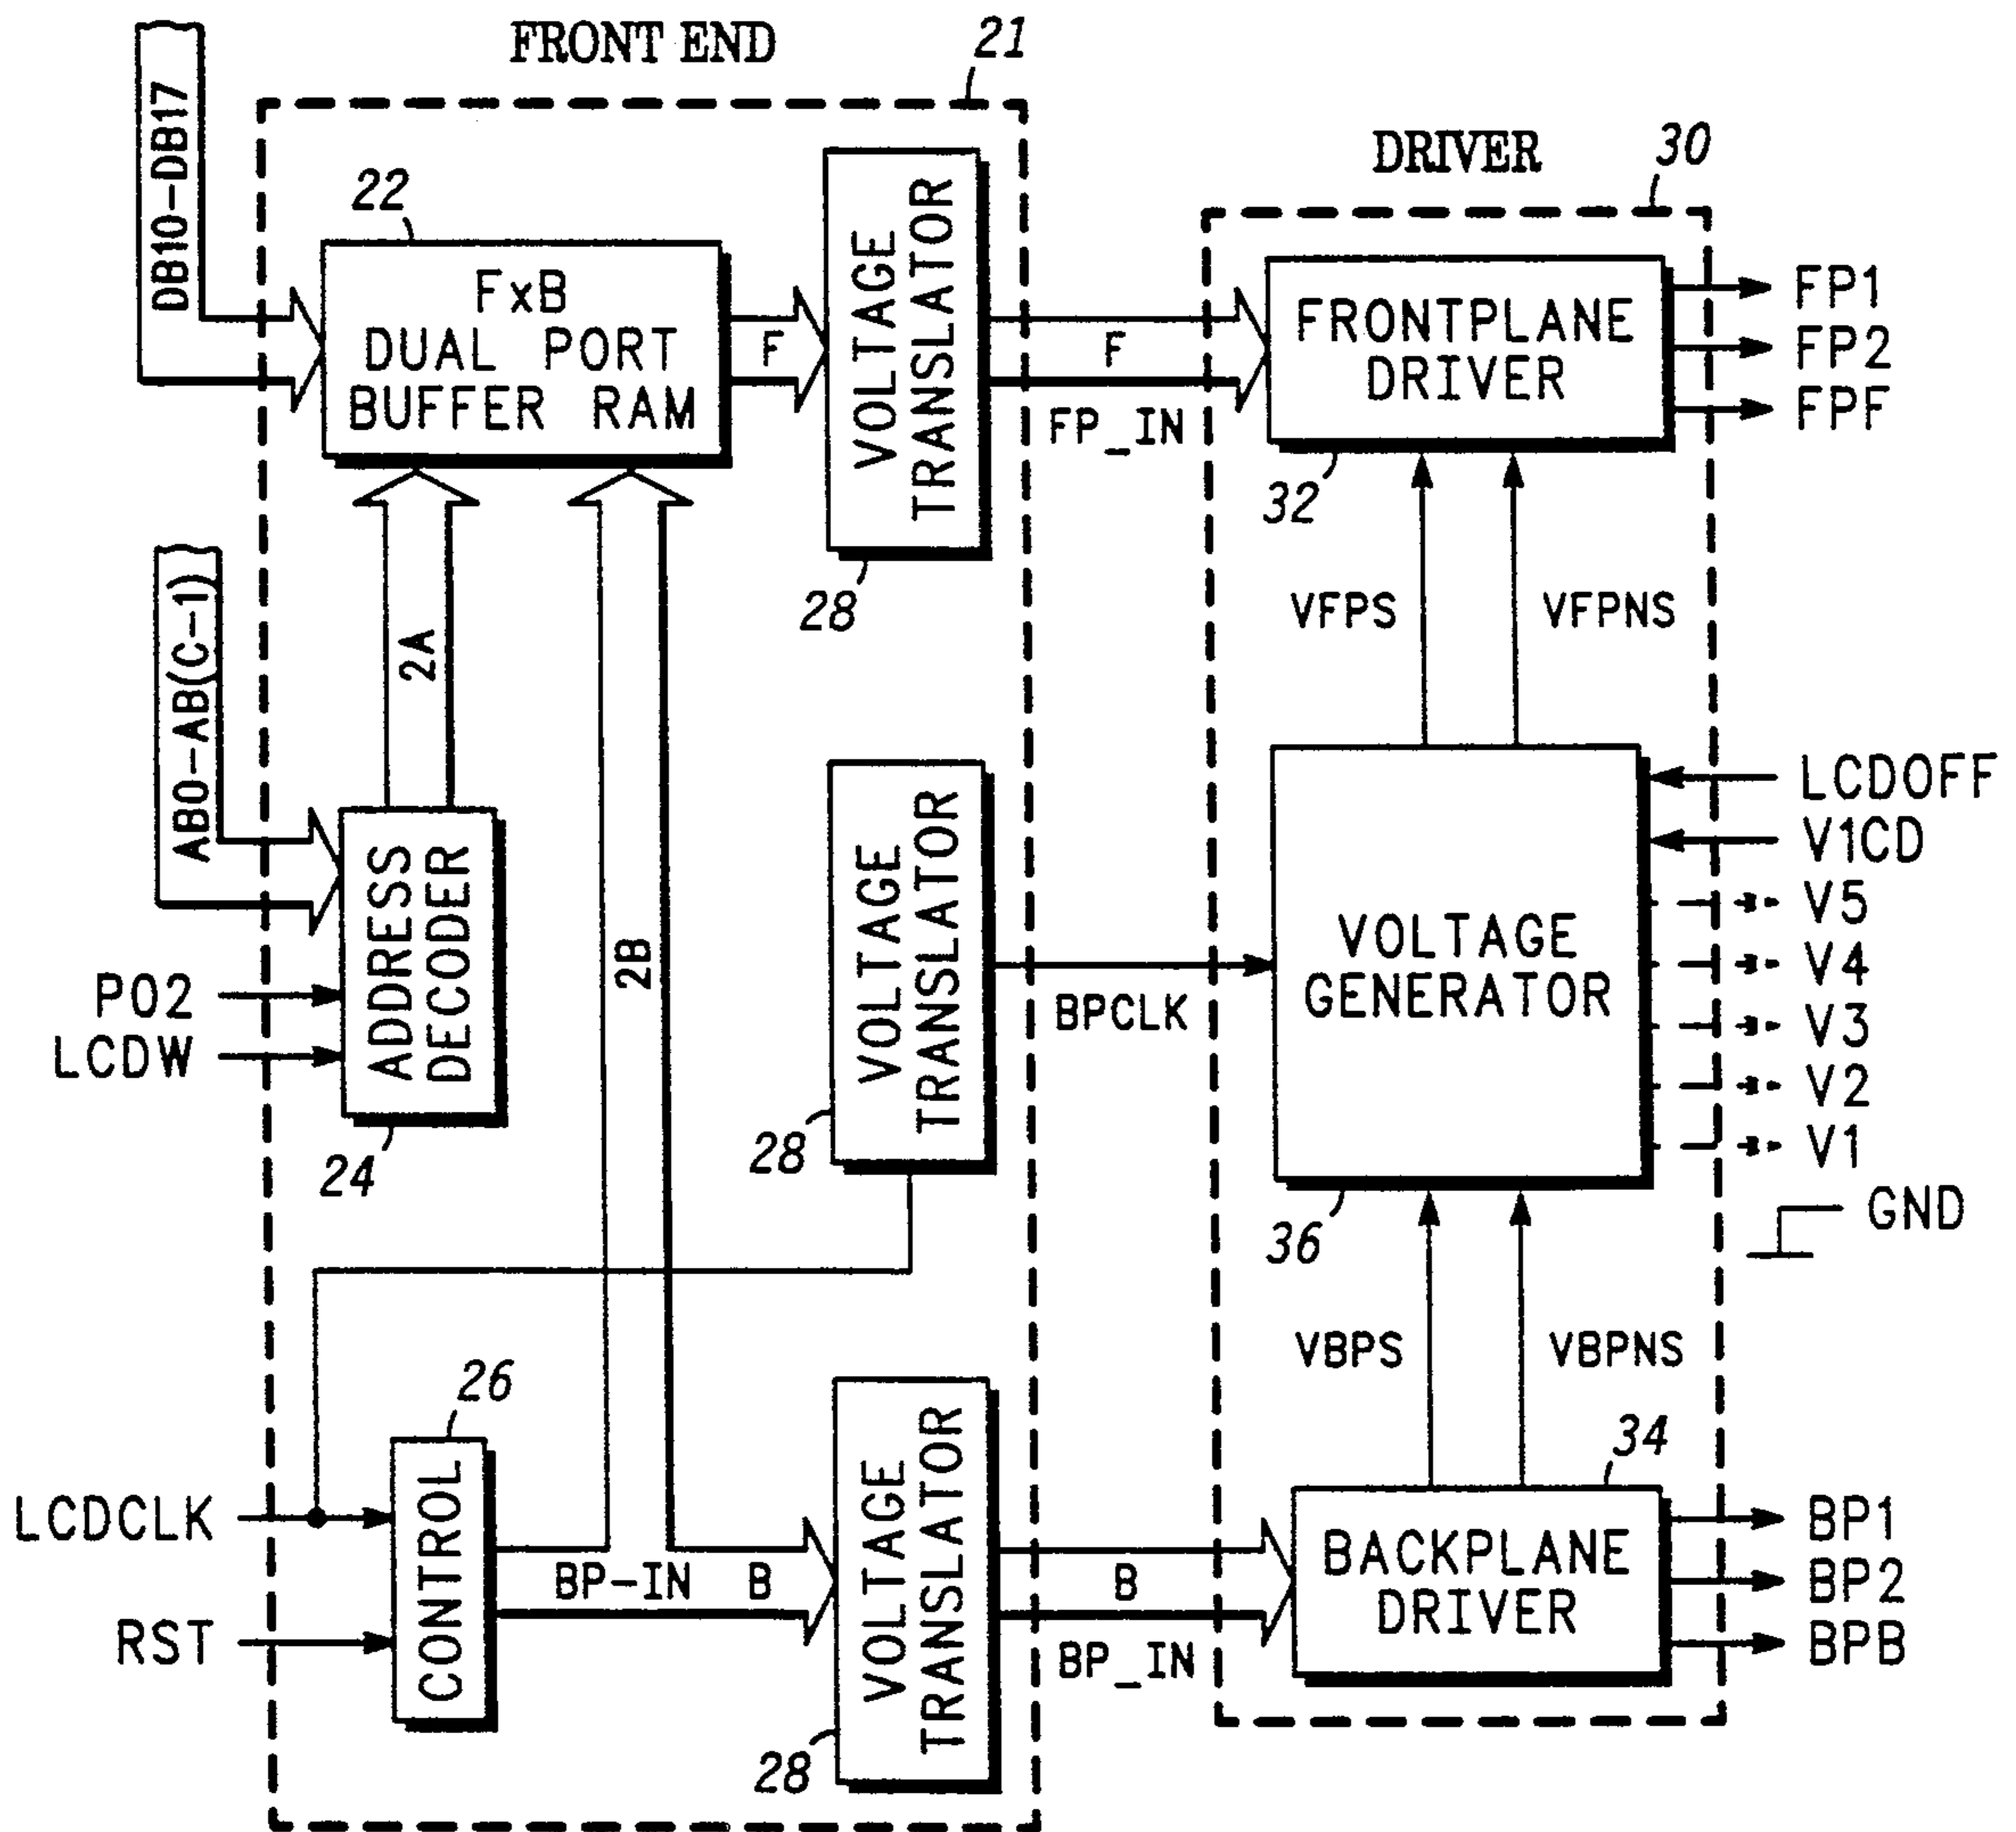 FRONT END
21
DB10-DB17
DRIVER
30
22
FxB
DUAL PORT
BUFFER RAM
F
VOLTAGE
TRANSLATOR
28
F
FP_IN
FRONTPLANE
DRIVER
32
FP1
FP2
FPF
AB0-AB(C-1)
2A
2B
VFPS
VFPNS
P02
LCDW
ADDRESS
DECODER
24
VOLTAGE
TRANSLATOR
28
BPCLK
VOLTAGE
GENERATOR
36
LCDOFF
V1CD
V5
V4
V3
V2
V1
GND
VBPS
VBPNS
LCDCLK
RST
26
CONTROL
BP-IN B
VOLTAGE
TRANSLATOR
28
B
BP_IN
34
BACKPLANE
DRIVER
BP1
BP2
BPB